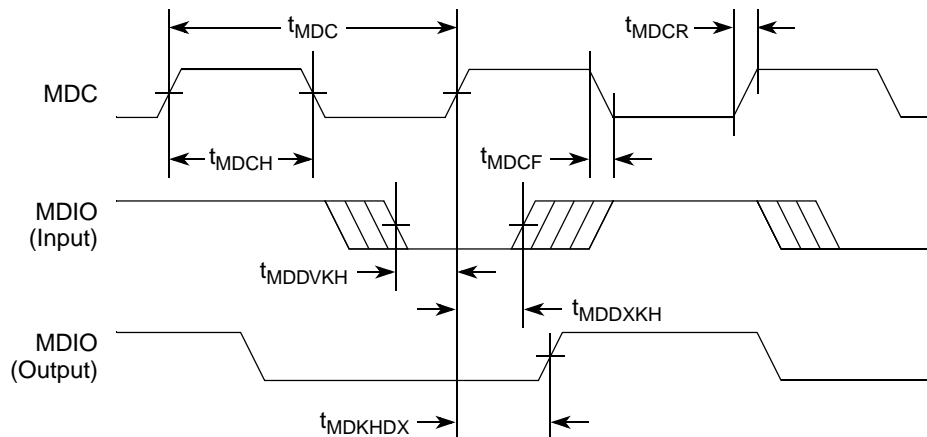 tMDC
tMDCR
MDC
tMDCH
tMDCF
MDIO
(Input)
tMDDVKH
tMDDXKH
MDIO
(Output)
tMDKHDX